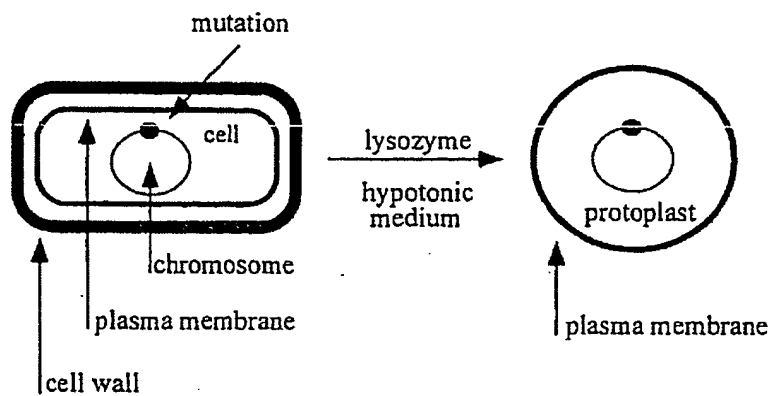 mutation
cell
lysozyme
hypotonic
medium
protoplast
chromosome
plasma membrane
plasma membrane
cell wall